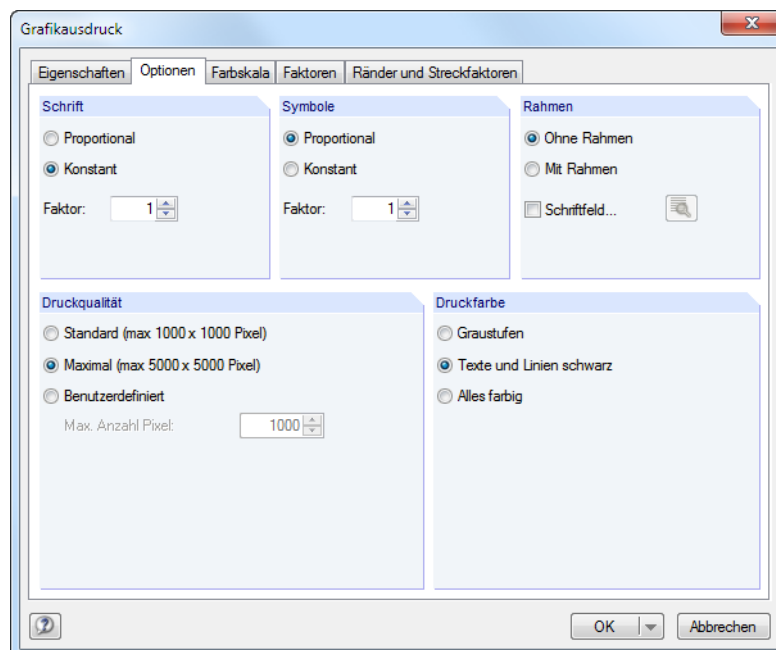 Grafikausdruck
Eigenschaften Optionen Farbskala Faktoren Ränder und Streckfaktoren
Schrift
Proportional
Konstant
Faktor: 1
Symbole
Proportional
Konstant
Faktor: 1
Rahmen
Ohne Rahmen
Mit Rahmen
Schriftfeld...
Druckqualität
Standard (max 1000 x 1000 Pixel)
Maximal (max 5000 x 5000 Pixel)
Benutzerdefiniert
Max. Anzahl Pixel: 1000
Druckfarbe
Graustufen
Texte und Linien schwarz
Alles farbig
OK Abbrechen